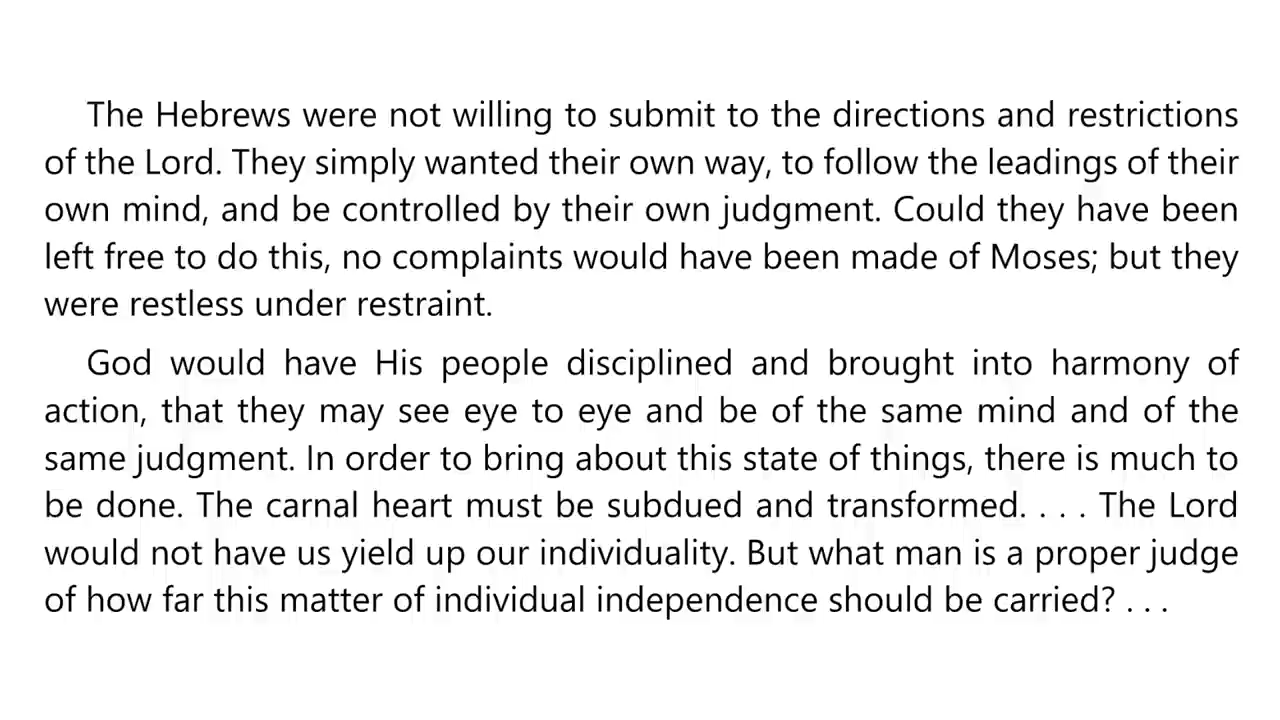 The Hebrews were not willing to submit to the directions and restrictions
of the Lord. They simply wanted their own way, to follow the leadings of their
own mind, and be controlled by their own judgment. Could they have been
left free to do this, no complaints would have been made of Moses; but they
were restless under restraint.
God would have His people disciplined and brought into harmony of
action, that they may see eye to eye and be of the same mind and of the
same judgment. In order to bring about this state of things, there is much to
be done. The carnal heart must be subdued and transformed. . . . The Lord
would not have us yield up our individuality. But what man is a proper judge
of how far this matter of individual independence should be carried? . . .